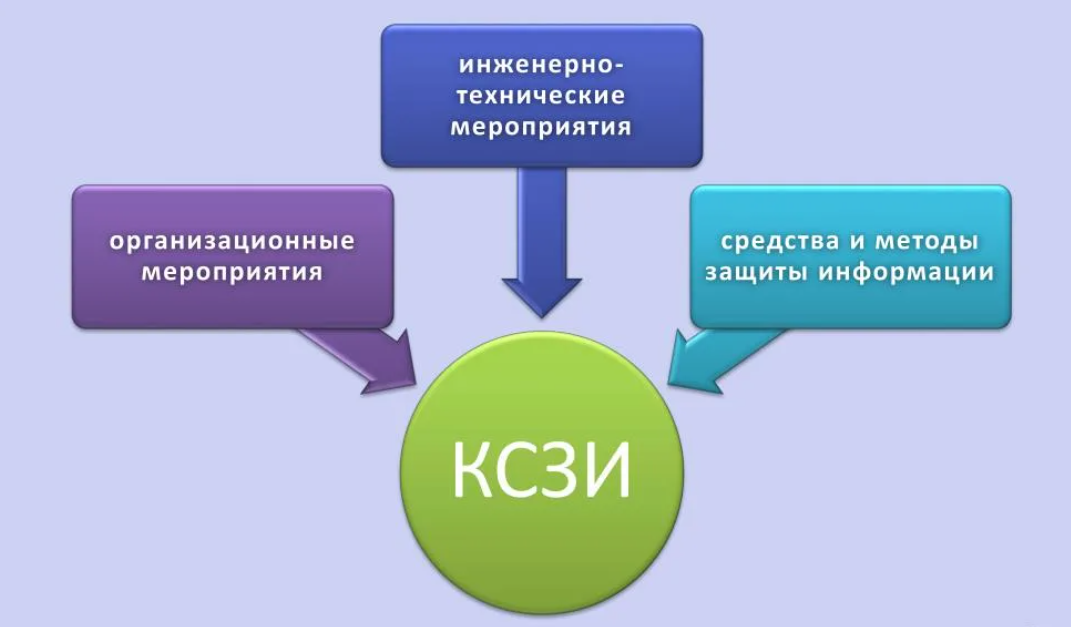 инженерно-
технические
мероприятия
организационные
мероприятия
средства и методы
защиты информации
КСЗИ